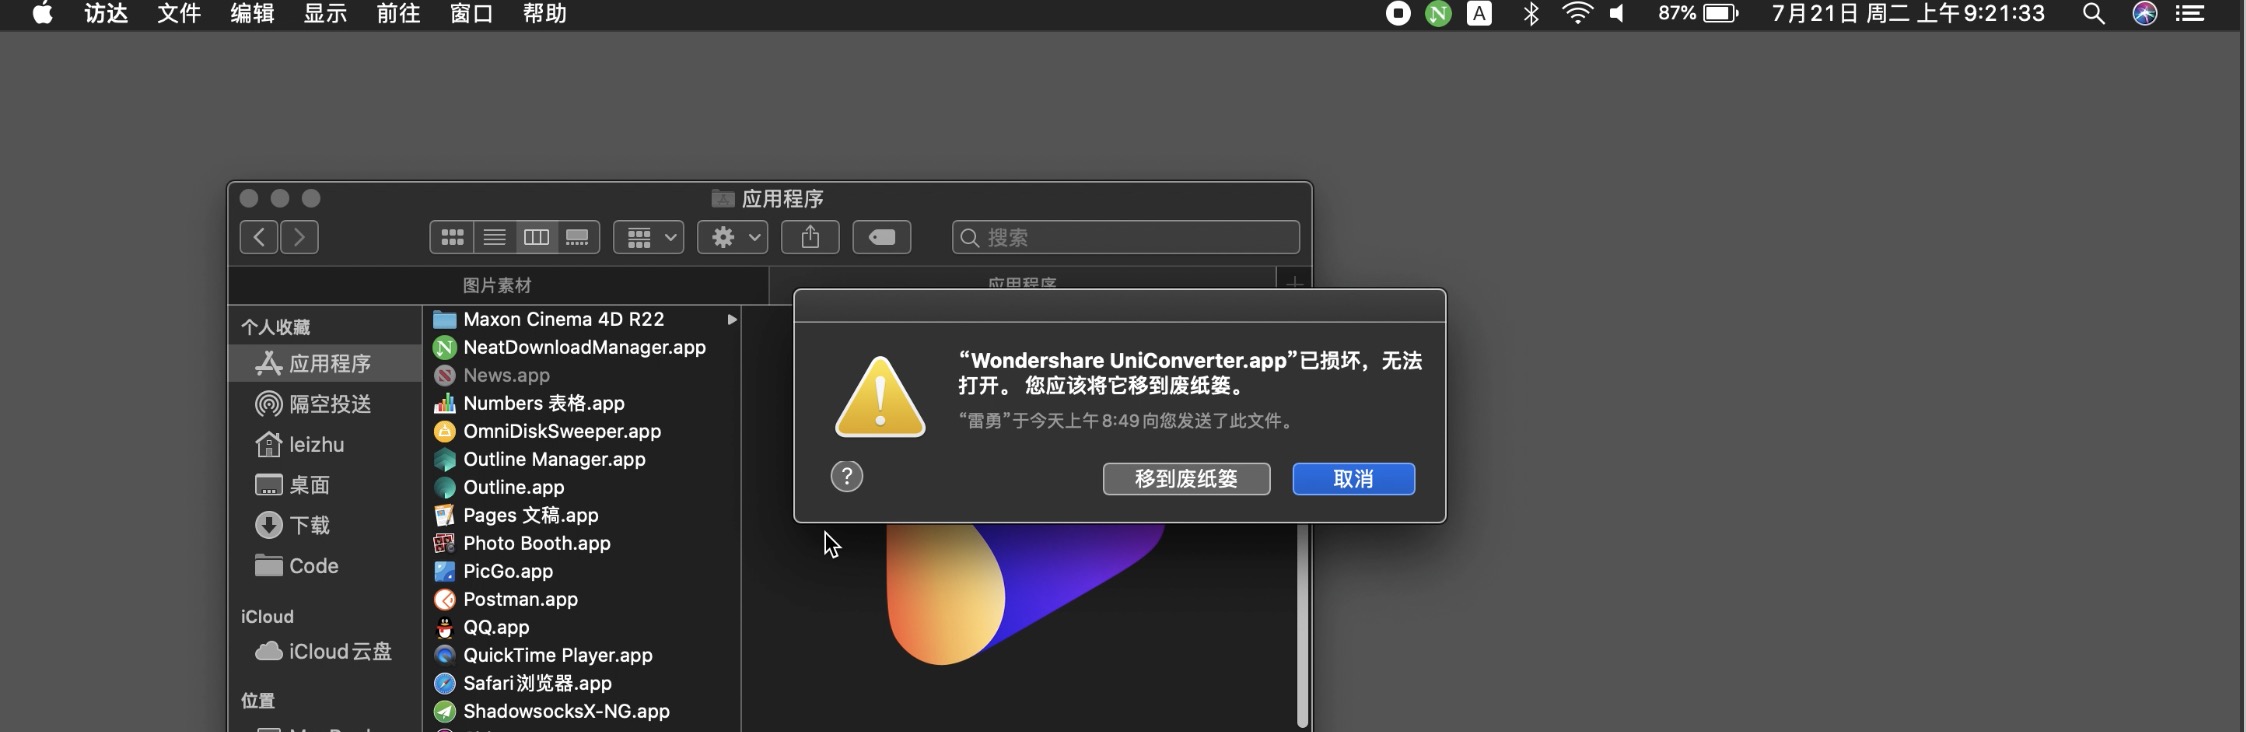 访达 文件 编辑 显示 前往 窗口 帮助 N A 87% 7月21日 周二 上午9:21:33
应用程序
搜索
图片素材 应用程序
个人收藏
应用程序
隔空投送
leizhu
桌面
下载
Code
iCloud
iCloud云盘
位置
Maxon Cinema 4D R22
NeatDownloadManager.app
News.app
Numbers 表格.app
OmniDiskSweeper.app
Outline Manager.app
Outline.app
Pages 文稿.app
Photo Booth.app
PicGo.app
Postman.app
QQ.app
QuickTime Player.app
Safari浏览器.app
ShadowsocksX-NG.app
“Wondershare UniConverter.app”已损坏，无法
打开。 您应该将它移到废纸篓。
“雷勇”于今天上午8:49向您发送了此文件。
? 移到废纸篓 取消